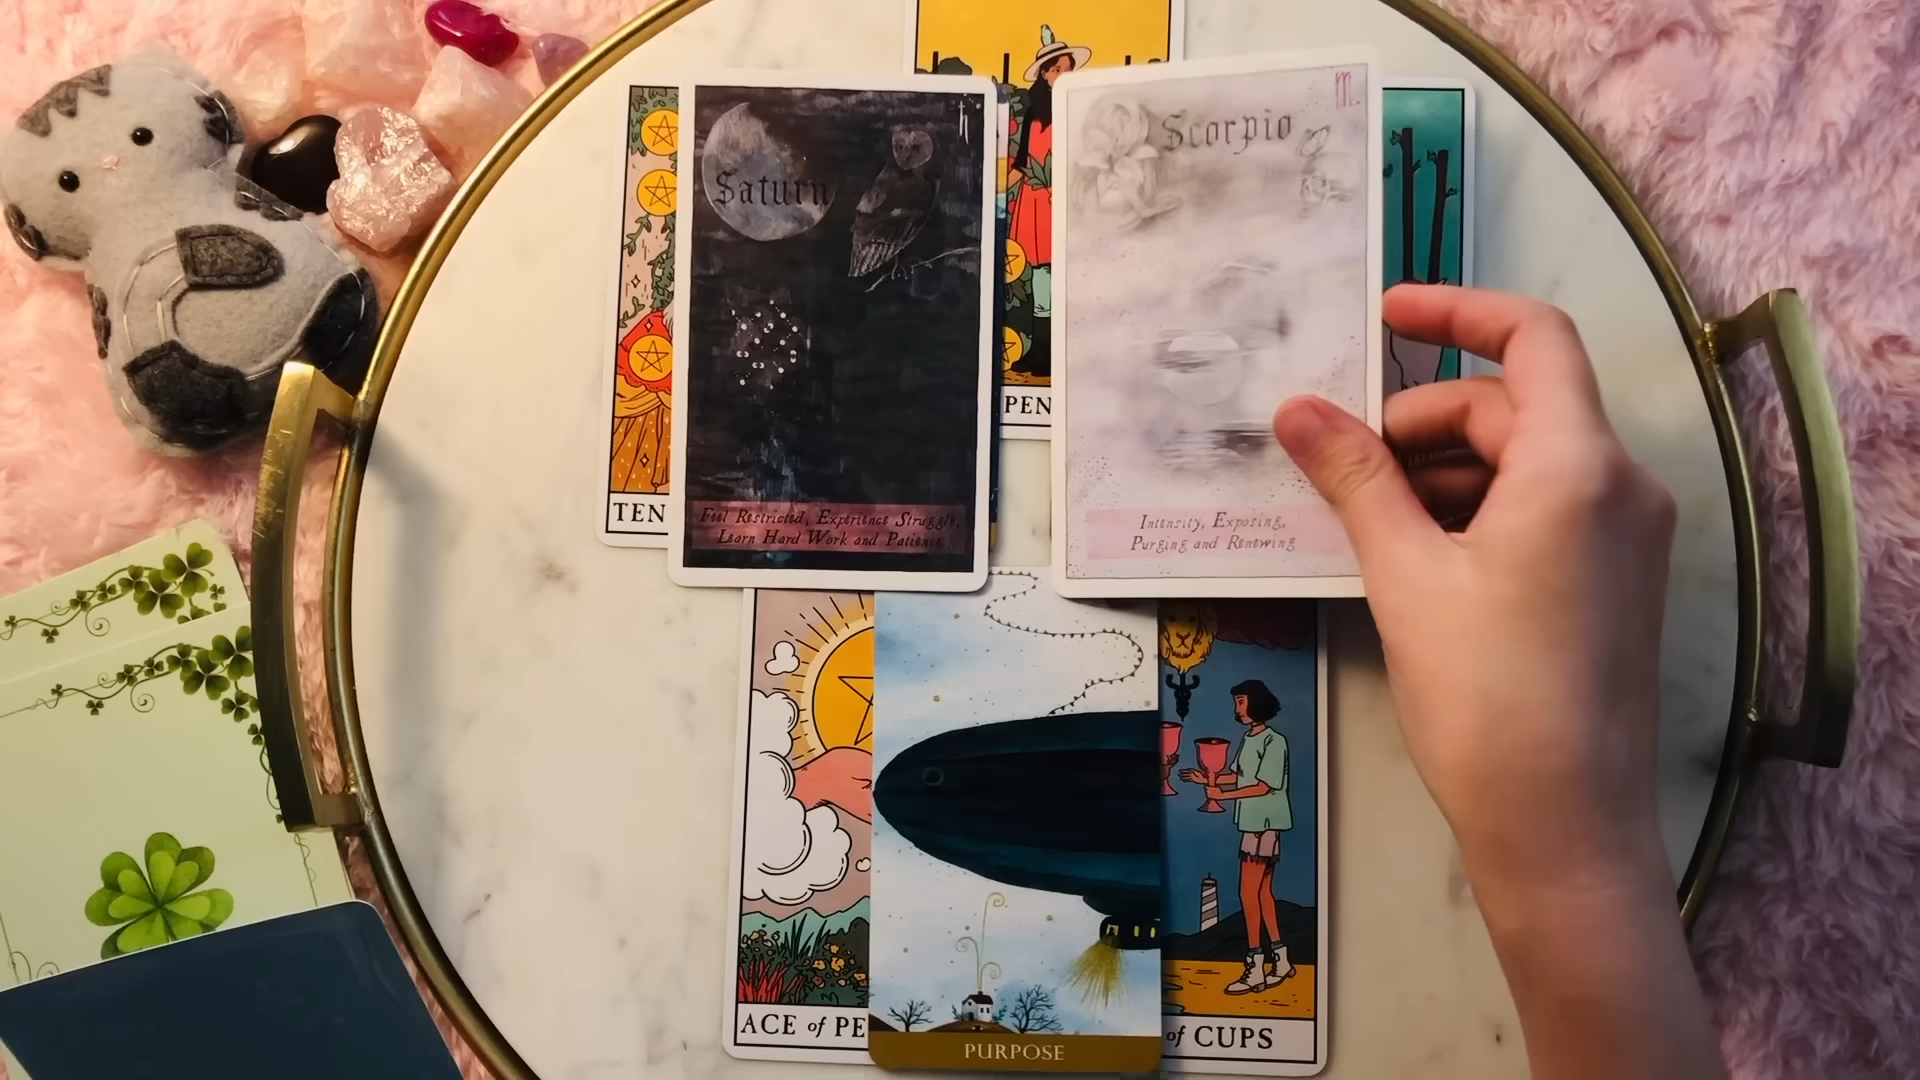 Saturn
Scorpio
PEN
TEN
Feel Restricted, Experience Struggle,
Learn Hard Work and Patience
Intensity, Exposing,
Purging and Renewing
ACE of PE
of CUPS
PURPOSE